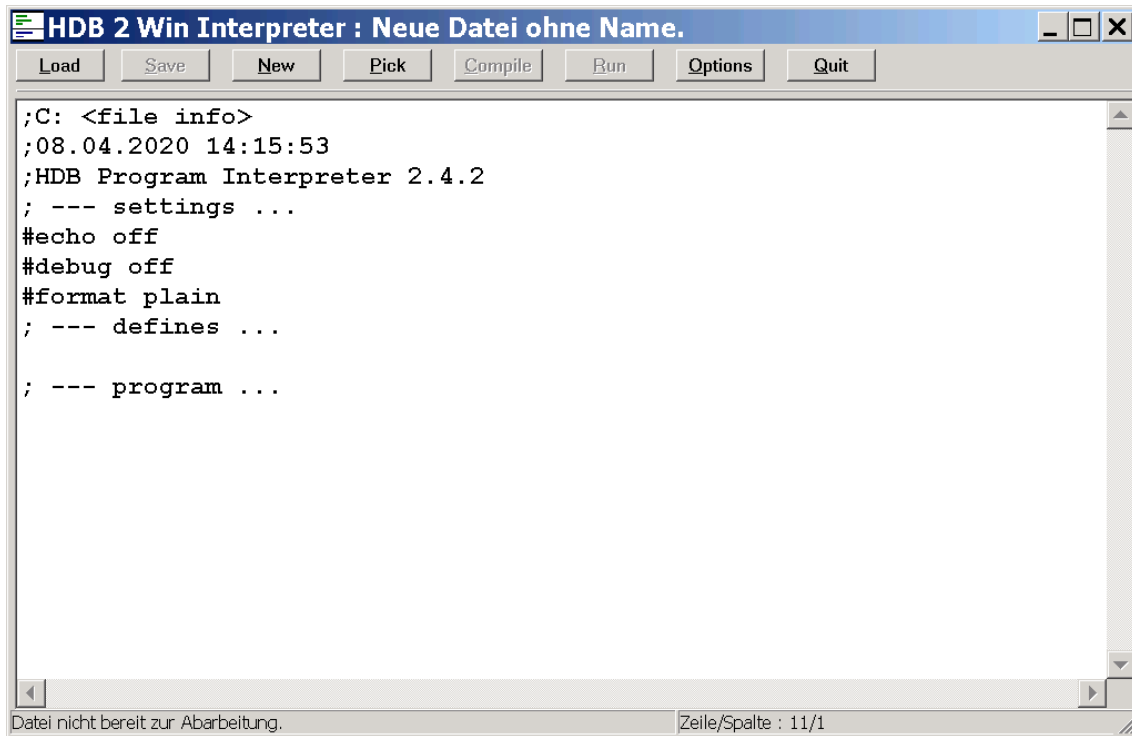 HDB 2 Win Interpreter : Neue Datei ohne Name.
Load Save New Pick Compile Run Options Quit
;C: <file info>
;08.04.2020 14:15:53
;HDB Program Interpreter 2.4.2
; --- settings ...
#echo off
#debug off
#format plain
; --- defines ...
; --- program ...
Datei nicht bereit zur Abarbeitung. Zeile/Spalte : 11/1